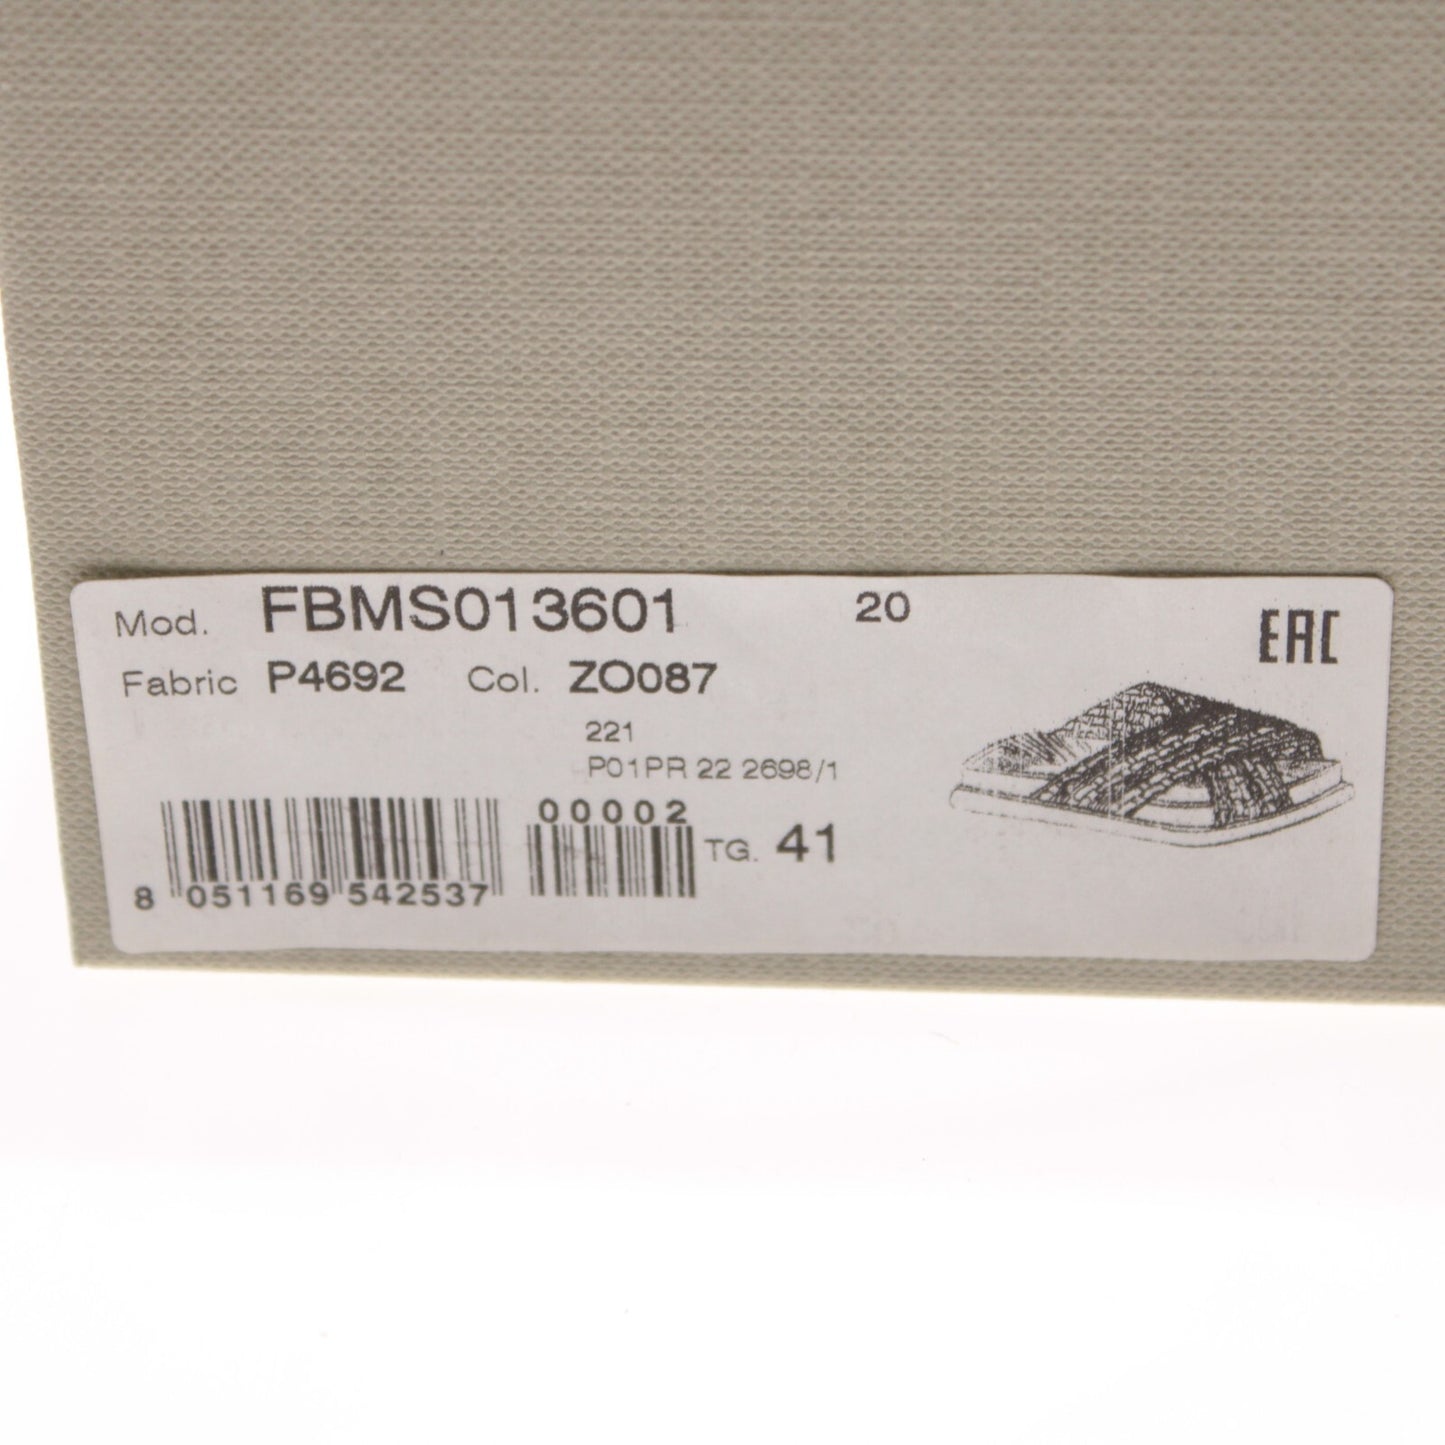 Mod. FBMS013601 20 EAC
Fabric P4692 Col. ZO087
221
P01PR 22 2698/1
00002
TG. 41
8 051169 542537